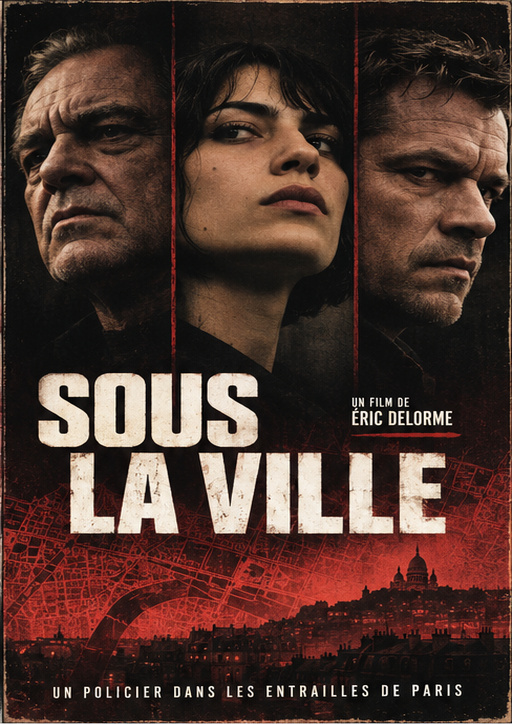 SOUS
LA VILLE
UN FILM DE
ÉRIC DELORME
UN POLICIER DANS LES ENTRAILLES DE PARIS